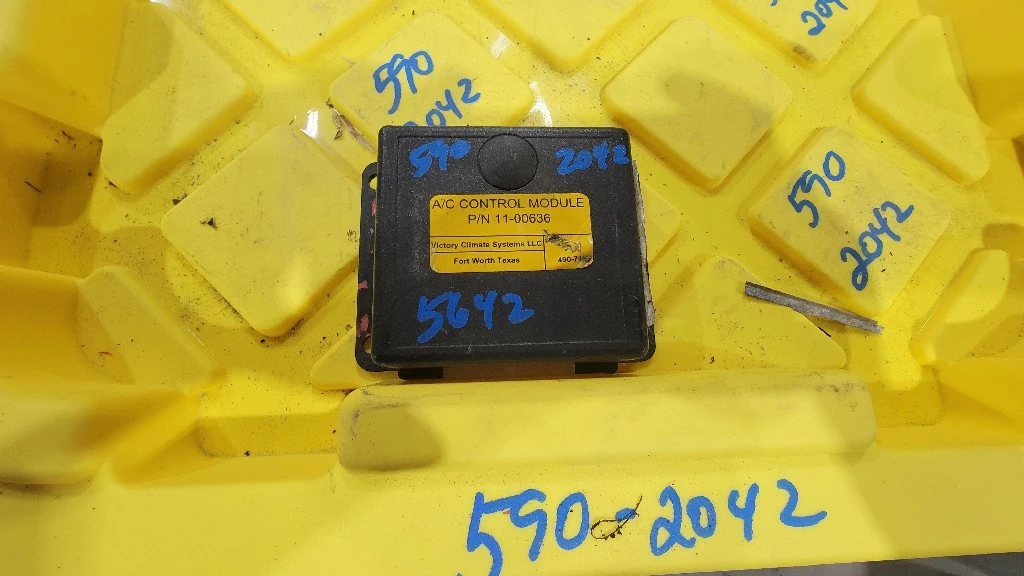 2042
590
2042
590 2042
A/C CONTROL MODULE
P/N 11-00636
Victory Climate Systems LLC
Fort Worth Texas
5642
590
2042
590-2042